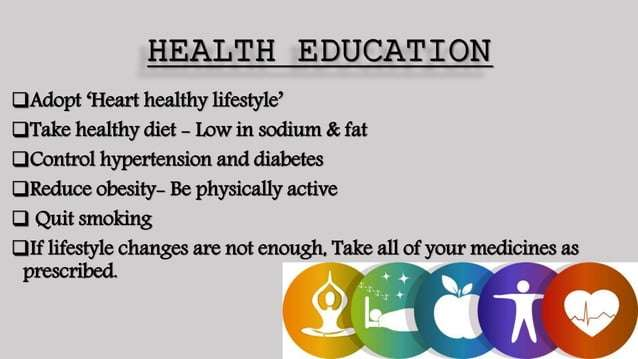 HEALTH EDUCATION
❑Adopt ‘Heart healthy lifestyle’
❑Take healthy diet - Low in sodium & fat
❑Control hypertension and diabetes
❑Reduce obesity- Be physically active
❑ Quit smoking
❑If lifestyle changes are not enough, Take all of your medicines as
prescribed.